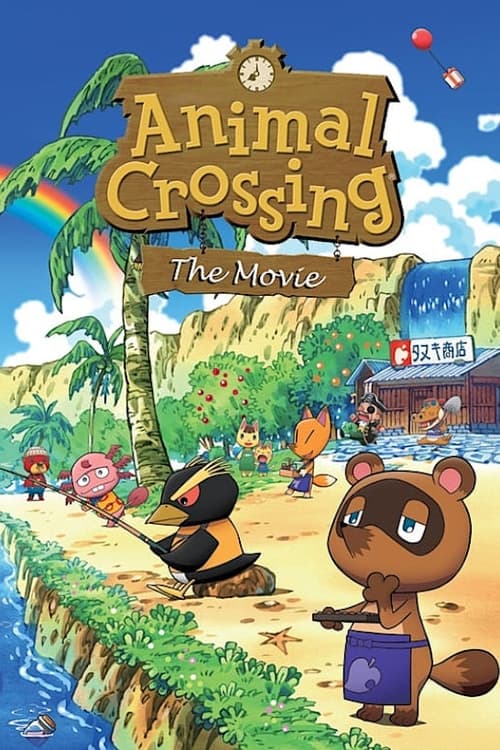 Animal
Crossing
The Movie
タヌキ商店